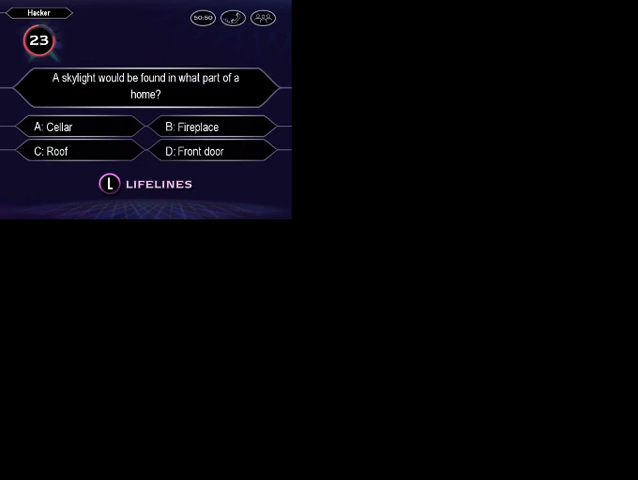 Hacker
50:50
23
A skylight would be found in what part of a
home?
A: Cellar
B: Fireplace
C: Roof
D: Front door
L LIFELINES